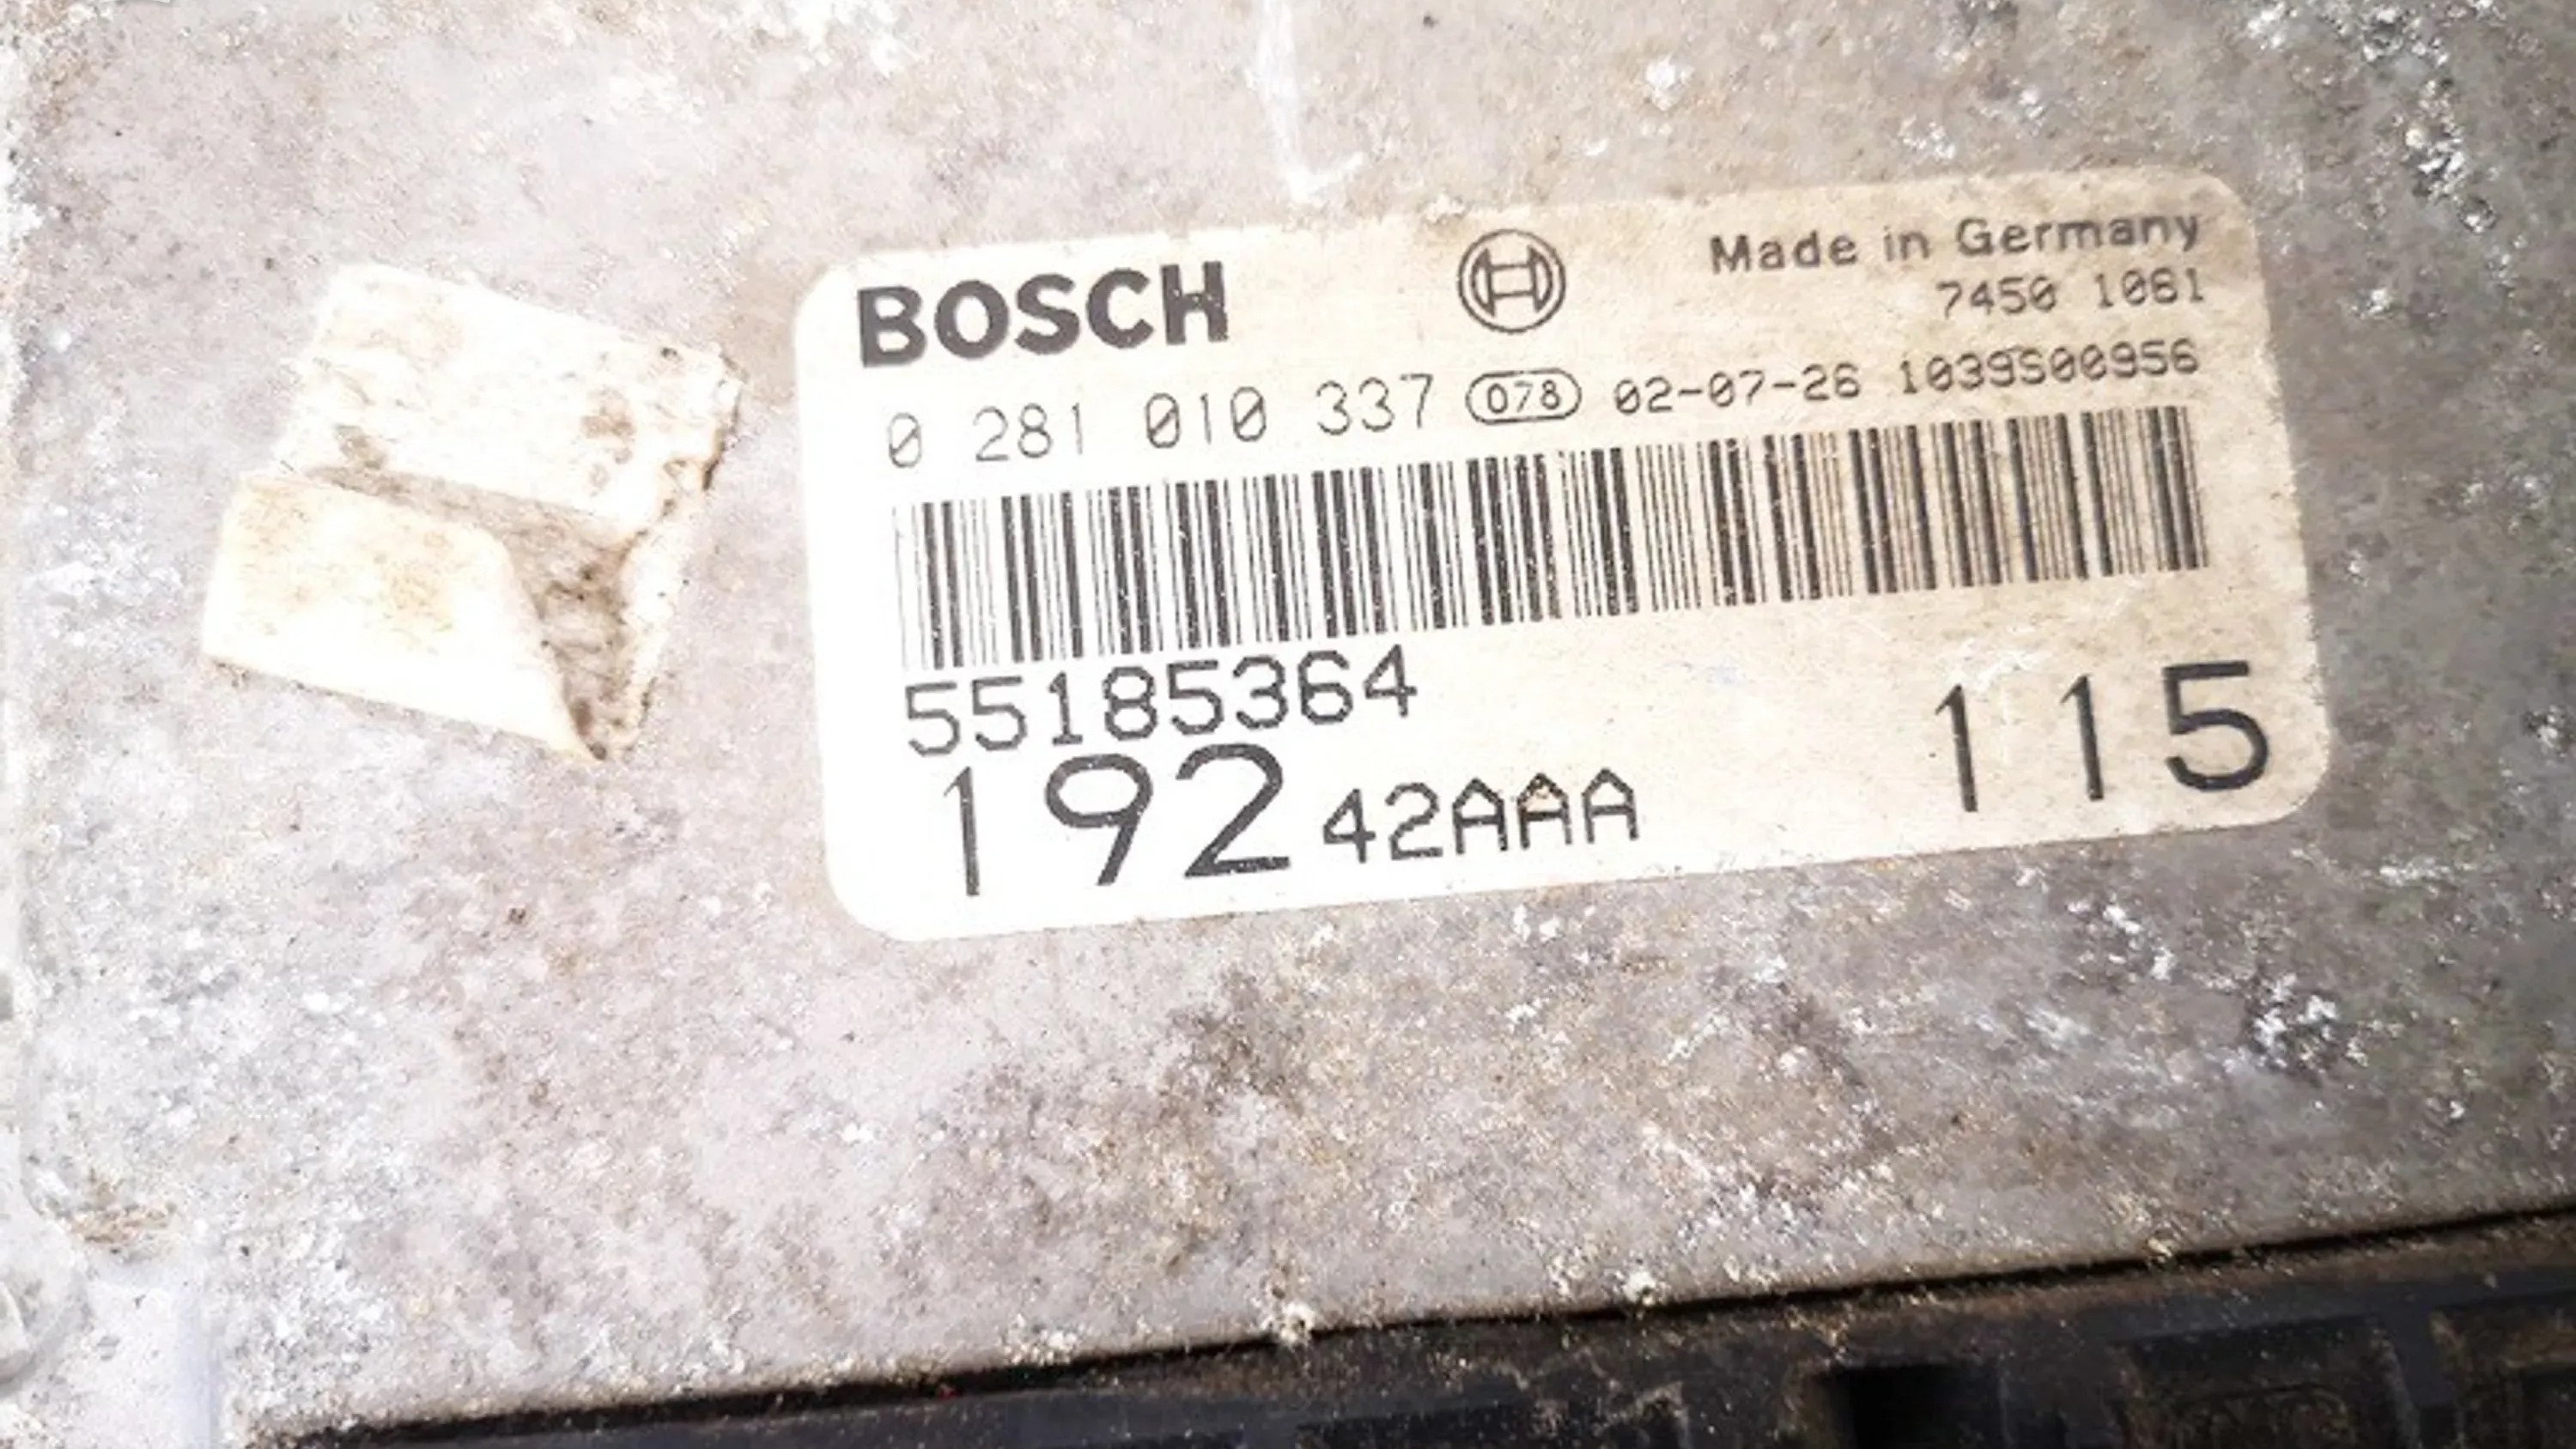 BOSCH
Made in Germany
7450 1081
0 281 010 337 078 02-07-26 1039S00956
55185364
192 42AAA 115